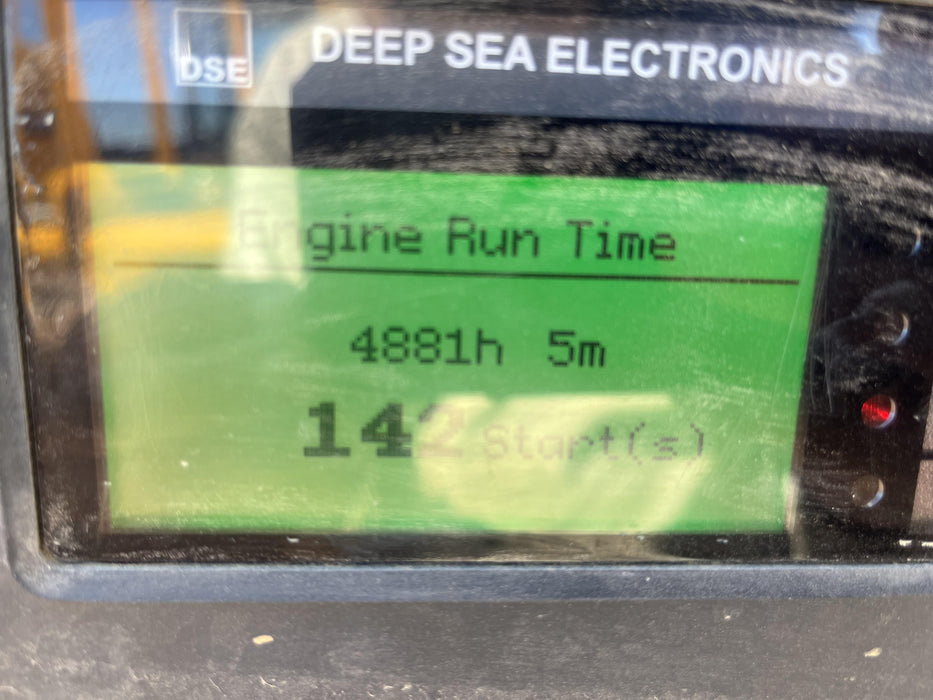 DSE
DEEP SEA ELECTRONICS
Engine Run Time
4881h 5m
142 Start(s)